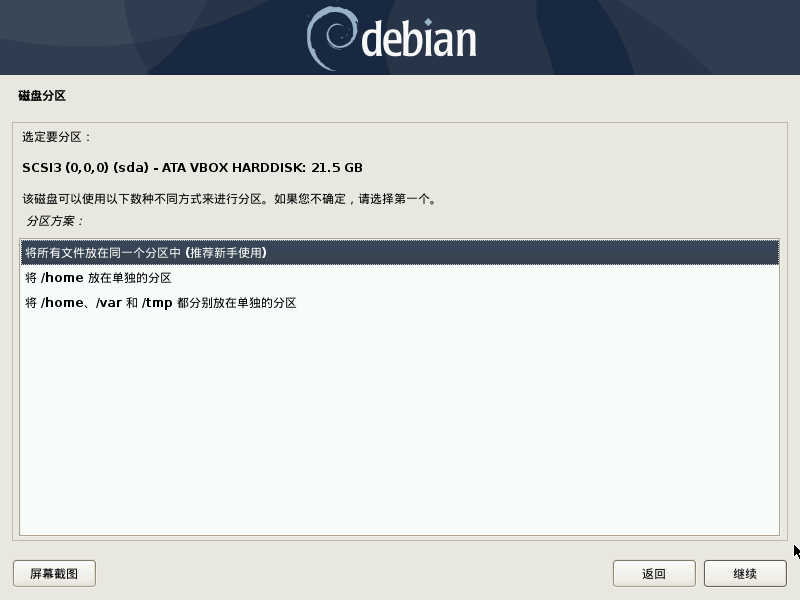 debian
磁盘分区
选定要分区：
SCSI3 (0,0,0) (sda) - ATA VBOX HARDDISK: 21.5 GB
该磁盘可以使用以下数种不同方式来进行分区。如果您不确定，请选择第一个。
分区方案：
将所有文件放在同一个分区中 (推荐新手使用)
将 /home 放在单独的分区
将 /home、/var 和 /tmp 都分别放在单独的分区
屏幕截图
返回
继续